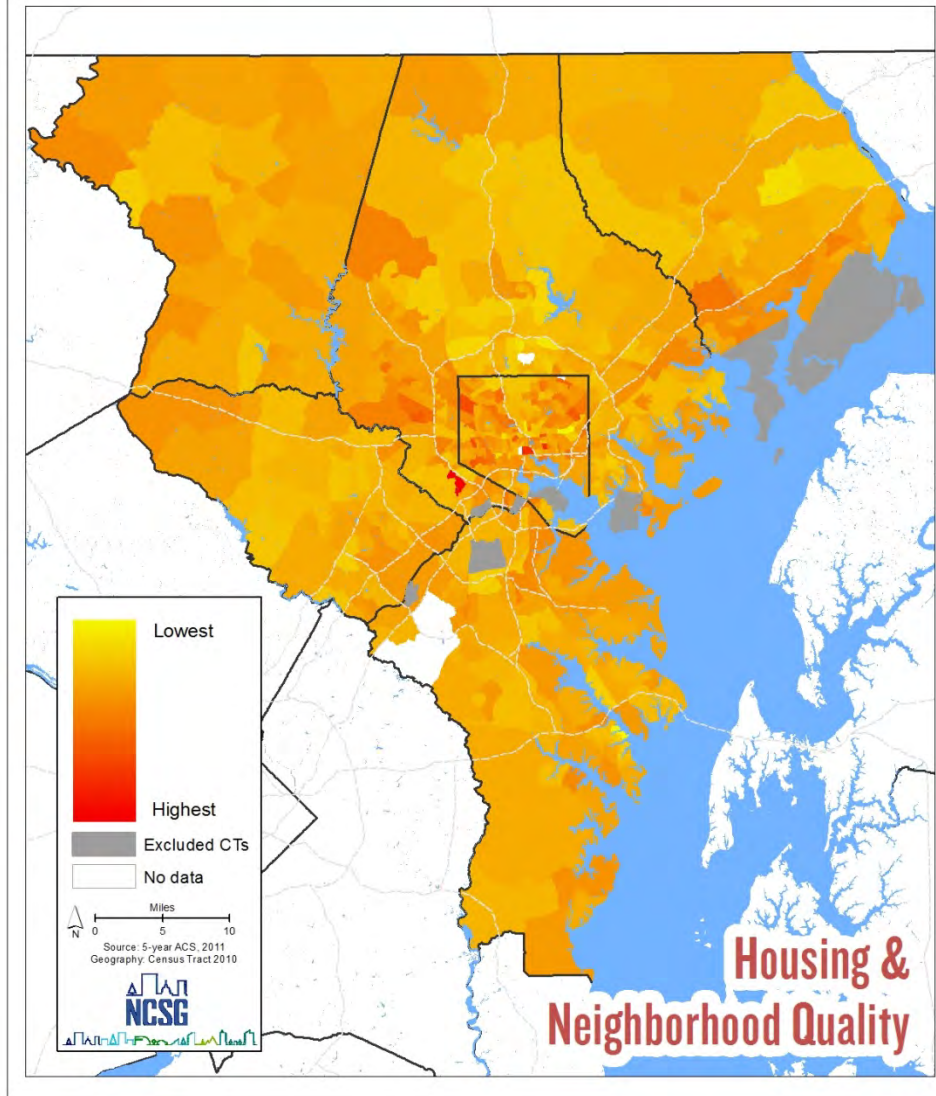 Lowest
Highest
Excluded CTs
No data
Miles
N
0 5 10
Source: 5-year ACS, 2011
Geography: Census Tract 2010
NCSG
Housing &
Neighborhood Quality